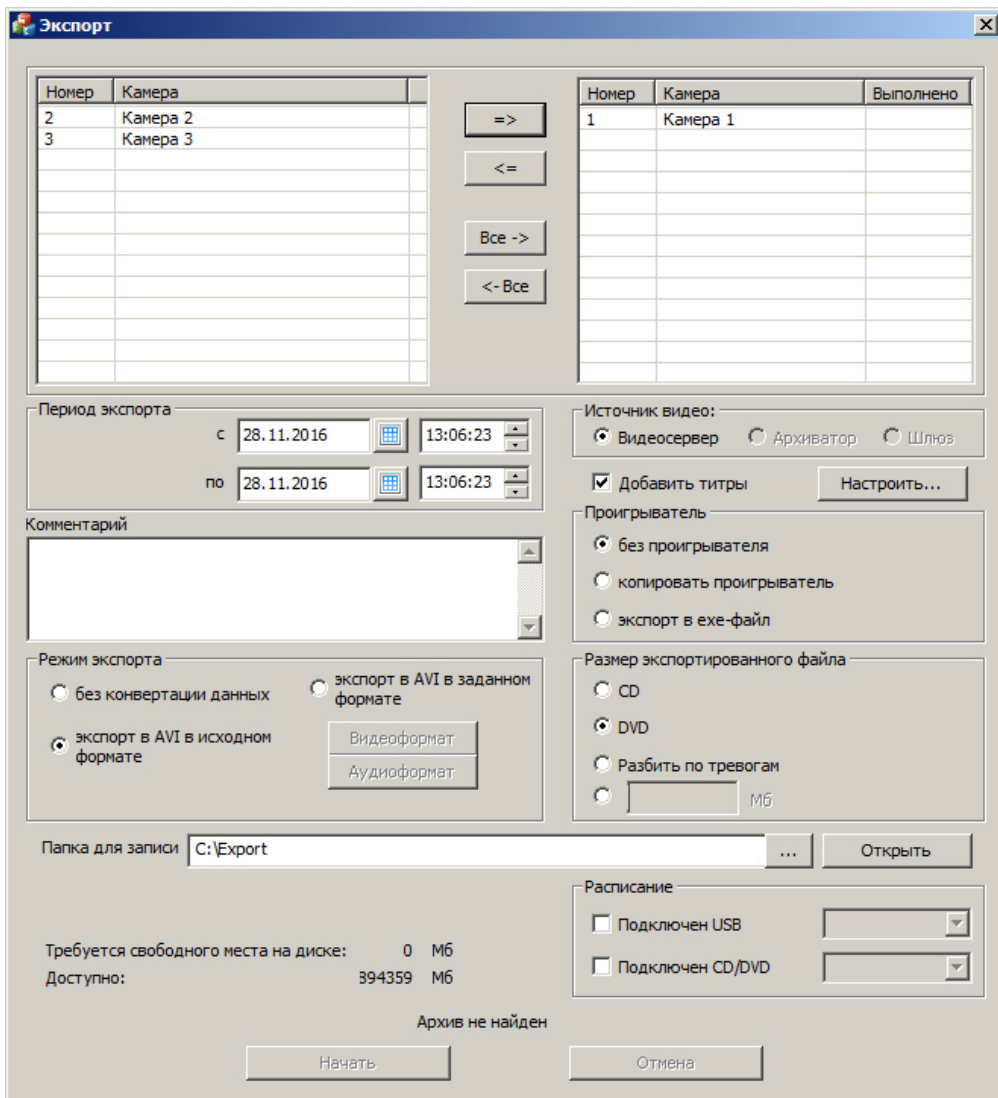 Экспорт
Номер Камера
2 Камера 2
3 Камера 3
=>
<=
Все ->
<- Все
Номер Камера Выполнено
1 Камера 1
Период экспорта
с 28.11.2016 13:06:23
по 28.11.2016 13:06:23
Источник видео:
Видеосервер Архиватор Шлюз
Добавить титры Настроить...
Комментарий
Проигрыватель
без проигрывателя
копировать проигрыватель
экспорт в exe-файл
Режим экспорта
без конвертации данных
экспорт в AVI в заданном
формате
экспорт в AVI в исходном
формате
Видеоформат
Аудиоформат
Размер экспортированного файла
CD
DVD
Разбить по тревогам
Мб
Папка для записи C:\Export ... Открыть
Расписание
Подключен USB
Подключен CD/DVD
Требуется свободного места на диске: 0 Мб
Доступно: 894359 Мб
Архив не найден
Начать Отмена